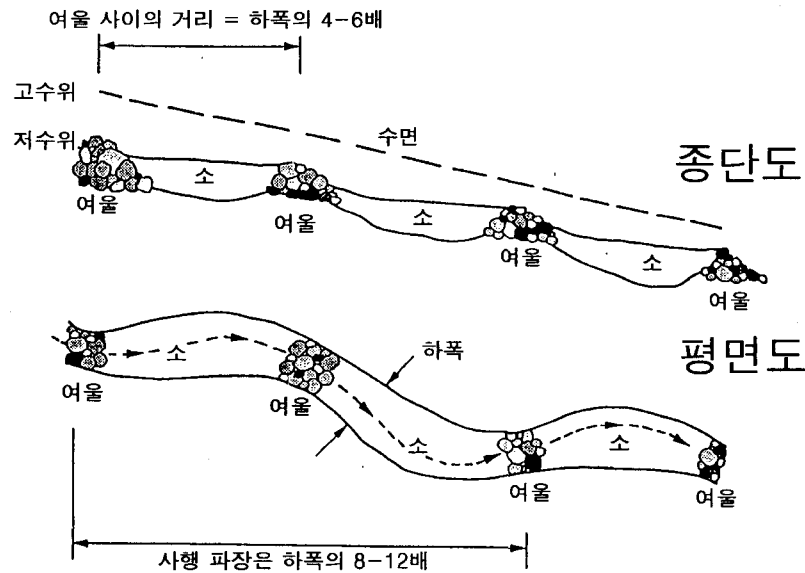 여울 사이의 거리 = 하폭의 4-6배
고수위
저수위
수면
종단도
소
여울
여울
소
여울
소
여울
하폭
평면도
소
여울
여울
소
소
여울
여울
사행 파장은 하폭의 8-12배